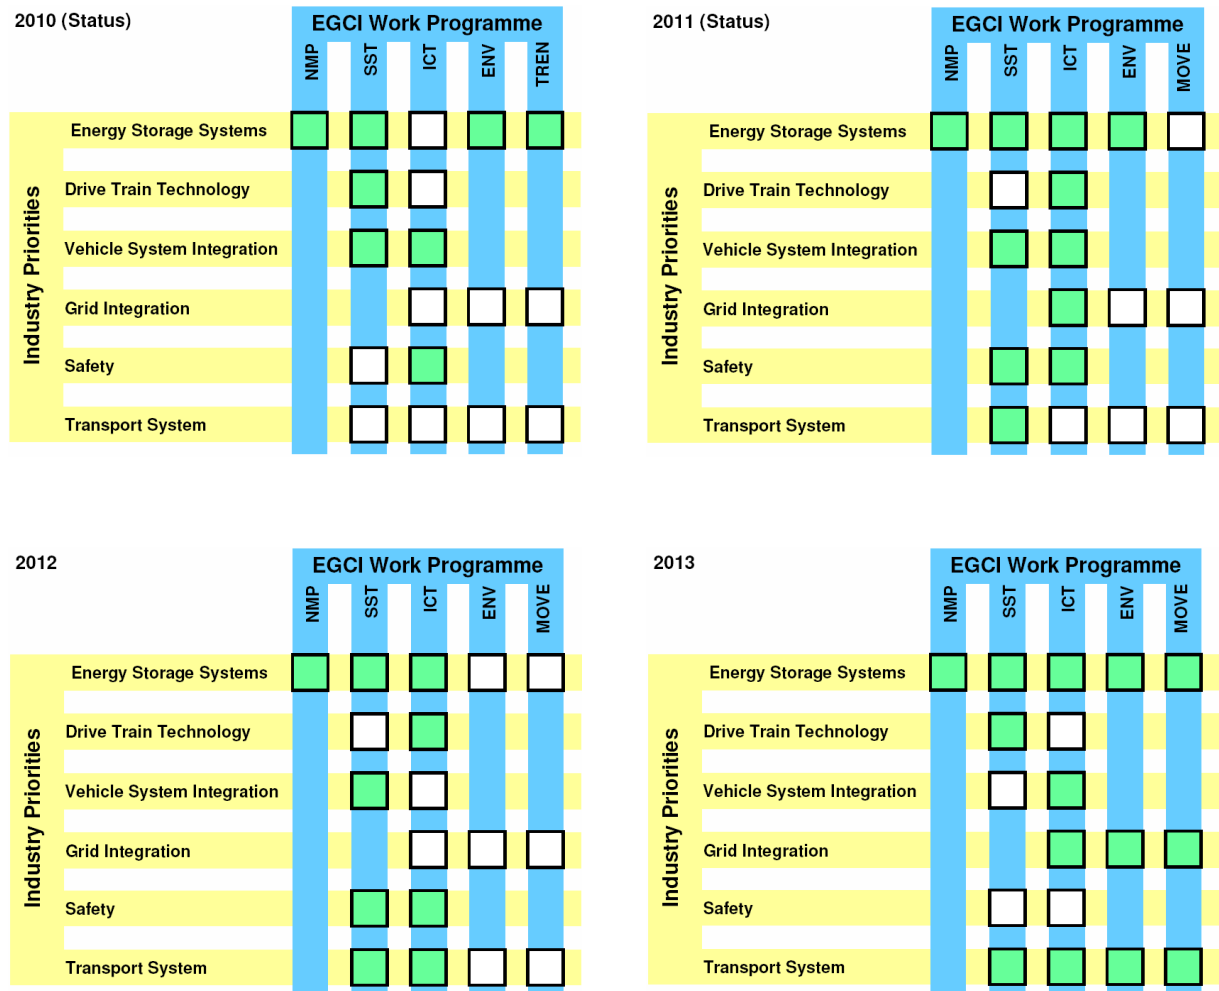 2010 (Status)
EGCI Work Programme
NMP
SST
ICT
ENV
TREN
Industry Priorities
Energy Storage Systems
Drive Train Technology
Vehicle System Integration
Grid Integration
Safety
Transport System
2011 (Status)
EGCI Work Programme
NMP
SST
ICT
ENV
MOVE
Industry Priorities
Energy Storage Systems
Drive Train Technology
Vehicle System Integration
Grid Integration
Safety
Transport System
2012
EGCI Work Programme
NMP
SST
ICT
ENV
MOVE
Industry Priorities
Energy Storage Systems
Drive Train Technology
Vehicle System Integration
Grid Integration
Safety
Transport System
2013
EGCI Work Programme
NMP
SST
ICT
ENV
MOVE
Industry Priorities
Energy Storage Systems
Drive Train Technology
Vehicle System Integration
Grid Integration
Safety
Transport System